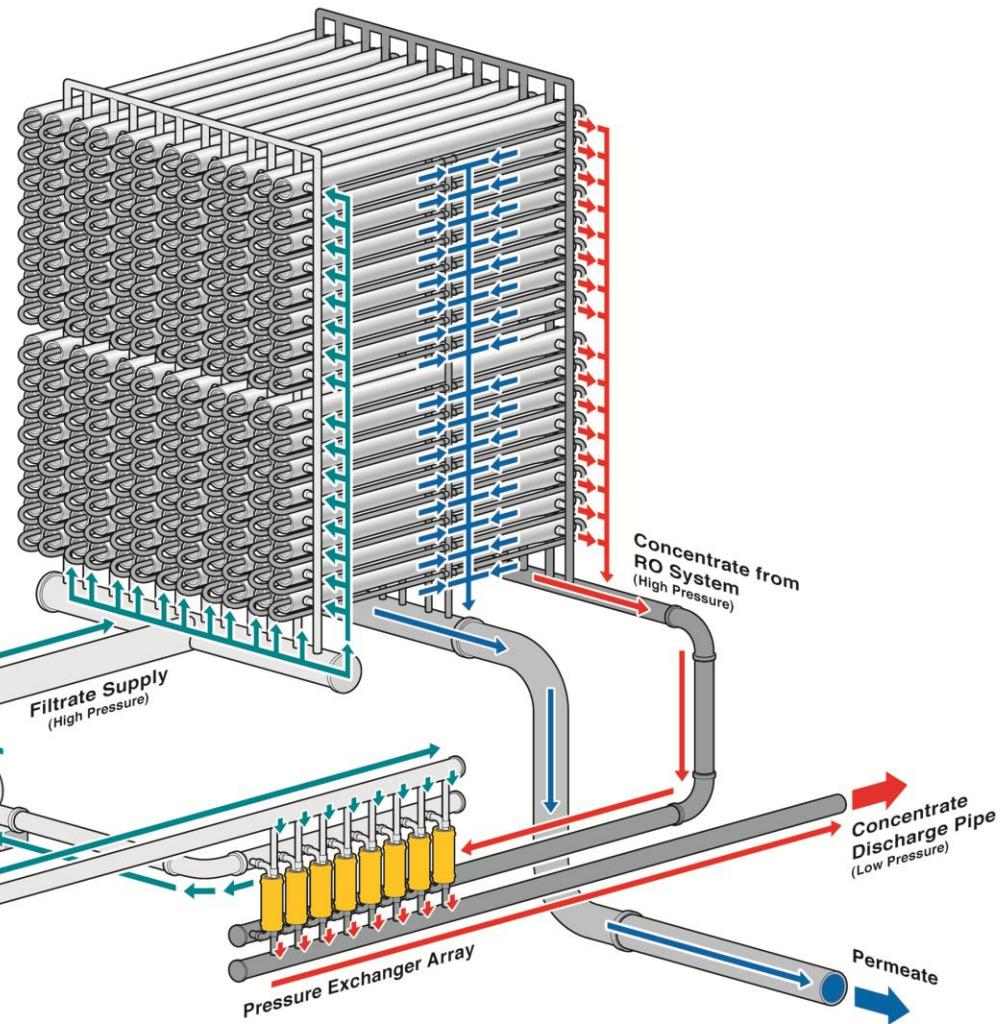 Concentrate from
RO System
(High Pressure)
Filtrate Supply
(High Pressure)
Concentrate
Discharge Pipe
(Low Pressure)
Pressure Exchanger Array
Permeate